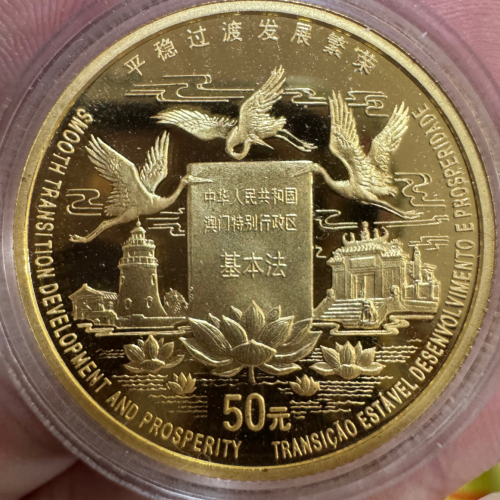 平稳过渡发展繁荣
中华人民共和国
澳门特别行政区
基本法
50元
SMOOTH TRANSITION DEVELOPMENT AND PROSPERITY
TRANSIÇÃO ESTÁVEL, DESENVOLVIMENTO E PROSPERIDADE